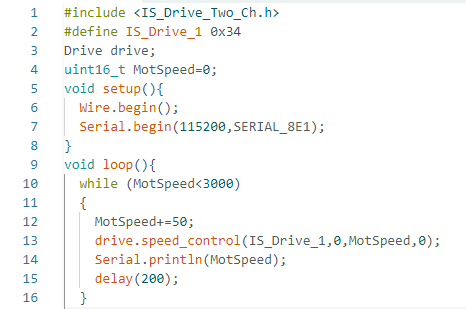 1 #include <IS_Drive_Two_Ch.h>
2 #define IS_Drive_1 0x34
3 Drive drive;
4 uint16_t MotSpeed=0;
5 void setup(){
6 Wire.begin();
7 Serial.begin(115200,SERIAL_8E1);
8 }
9 void loop(){
10 while (MotSpeed<3000)
11 {
12 MotSpeed+=50;
13 drive.speed_control(IS_Drive_1,0,MotSpeed,0);
14 Serial.println(MotSpeed);
15 delay(200);
16 }